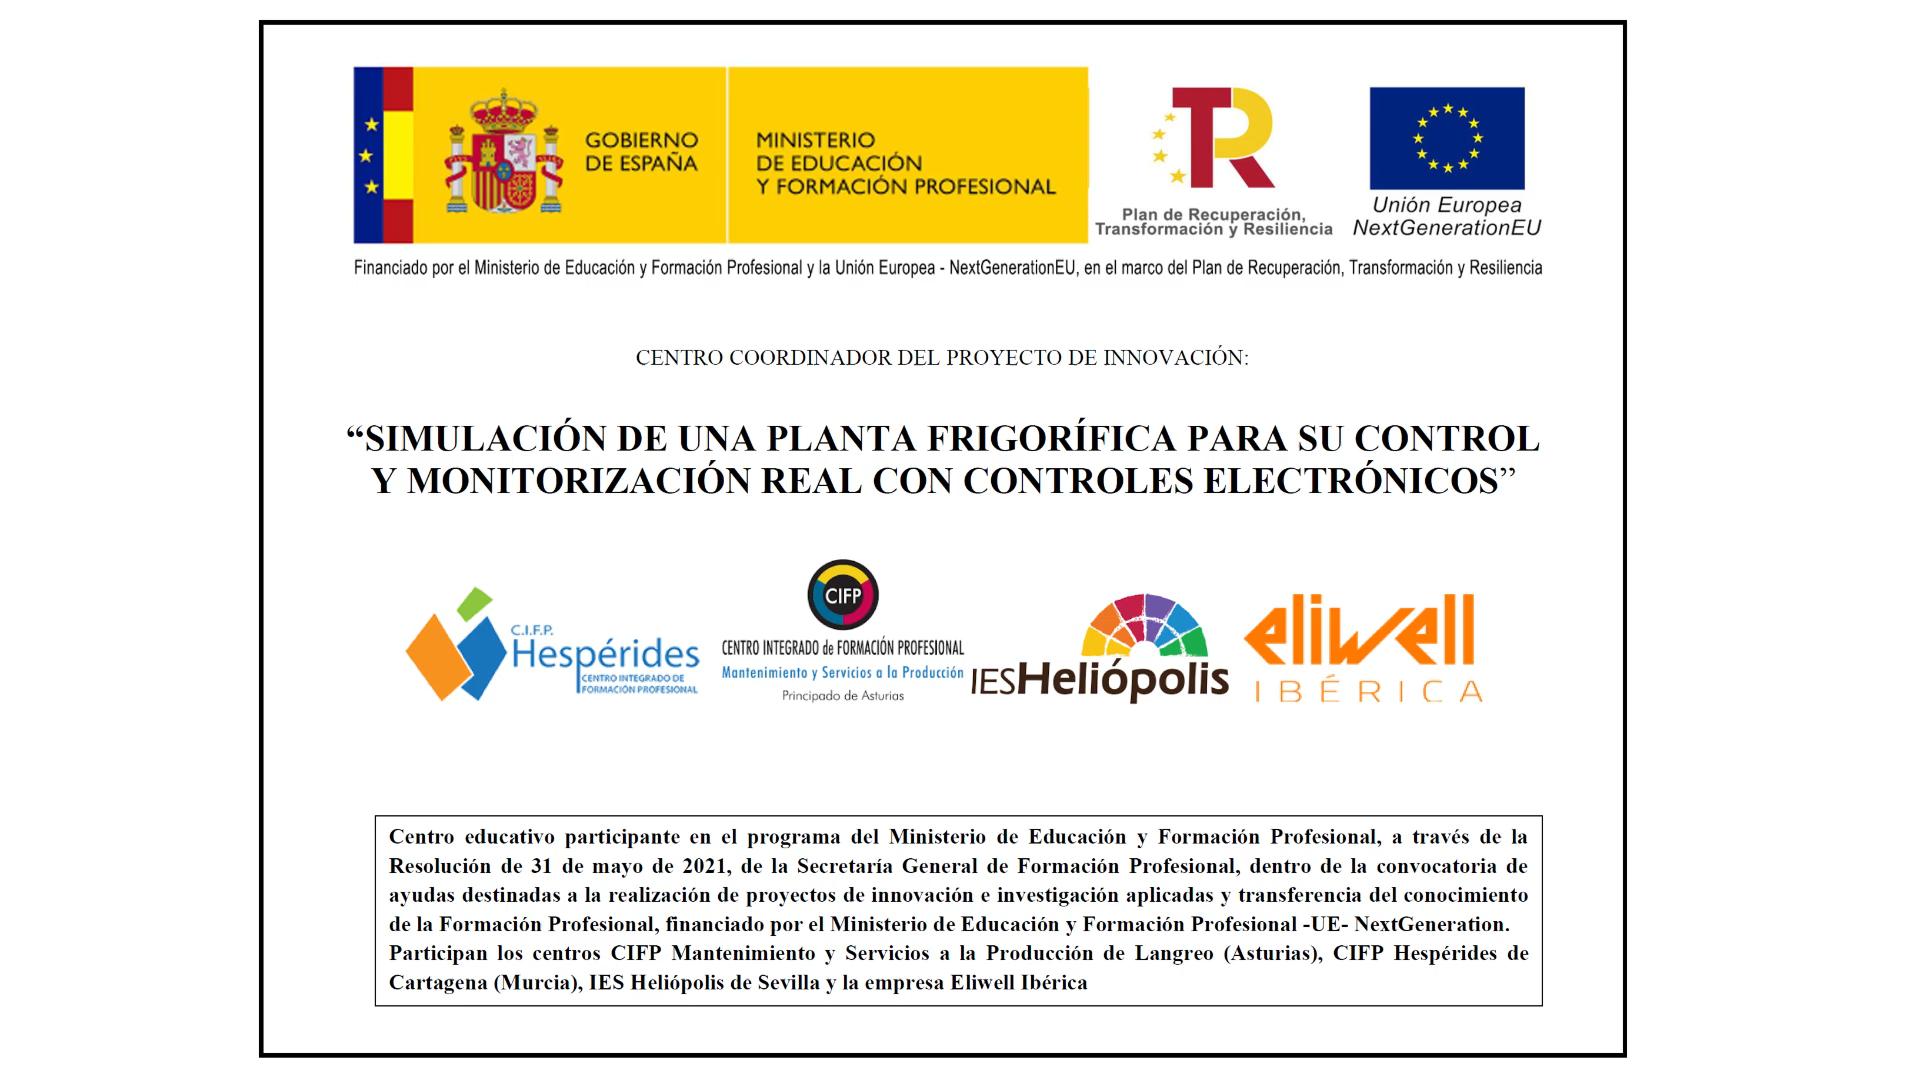 GOBIERNO
DE ESPAÑA
MINISTERIO
DE EDUCACIÓN
Y FORMACIÓN PROFESIONAL
TR
Plan de Recuperación,
Transformación y Resiliencia
Unión Europea
NextGenerationEU
Financiado por el Ministerio de Educación y Formación Profesional y la Unión Europea - NextGenerationEU, en el marco del Plan de Recuperación, Transformación y Resiliencia
CENTRO COORDINADOR DEL PROYECTO DE INNOVACIÓN:
“SIMULACIÓN DE UNA PLANTA FRIGORÍFICA PARA SU CONTROL
Y MONITORIZACIÓN REAL CON CONTROLES ELECTRÓNICOS”
C.I.F.P.
Hespérides
CENTRO INTEGRADO DE
FORMACIÓN PROFESIONAL
CIFP
CENTRO INTEGRADO de FORMACIÓN PROFESIONAL
Mantenimiento y Servicios a la Producción
Principado de Asturias
IESHeliópolis
eliwell
IBÉRICA
Centro educativo participante en el programa del Ministerio de Educación y Formación Profesional, a través de la
Resolución de 31 de mayo de 2021, de la Secretaría General de Formación Profesional, dentro de la convocatoria de
ayudas destinadas a la realización de proyectos de innovación e investigación aplicadas y transferencia del conocimiento
de la Formación Profesional, financiado por el Ministerio de Educación y Formación Profesional -UE- NextGeneration.
Participan los centros CIFP Mantenimiento y Servicios a la Producción de Langreo (Asturias), CIFP Hespérides de
Cartagena (Murcia), IES Heliópolis de Sevilla y la empresa Eliwell Ibérica